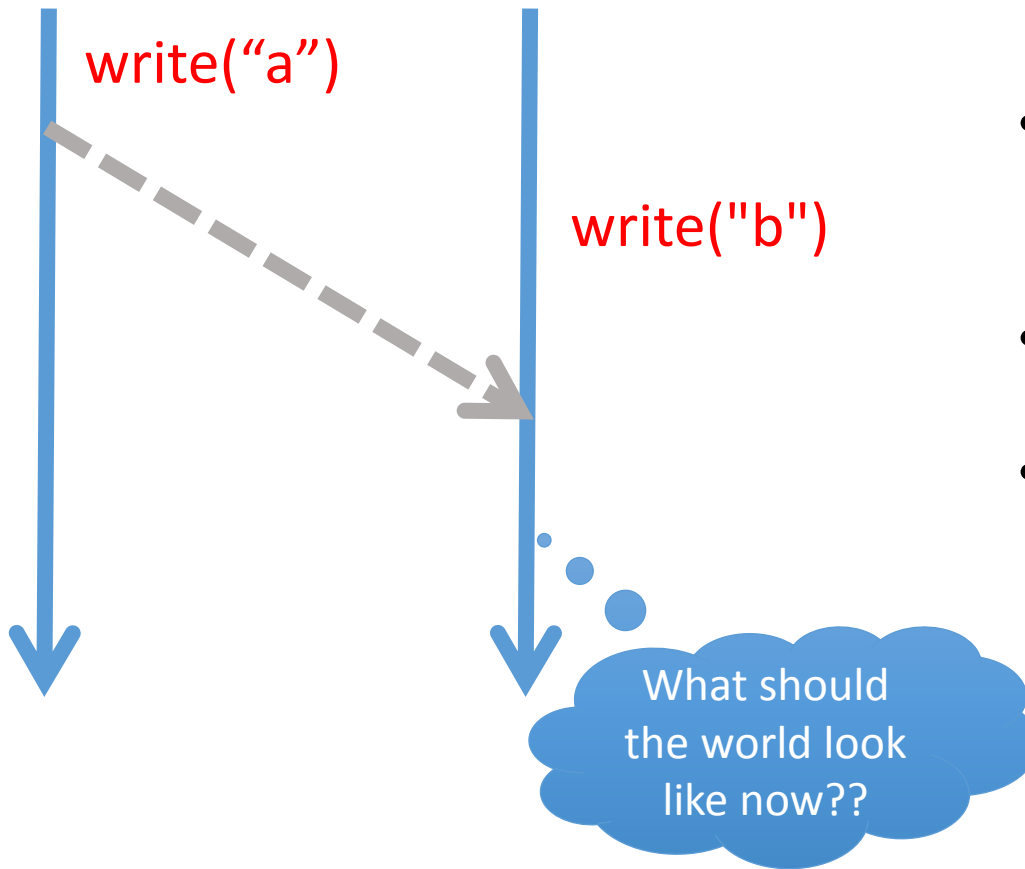 write(“a”)
write("b")
What should
the world look
like now??